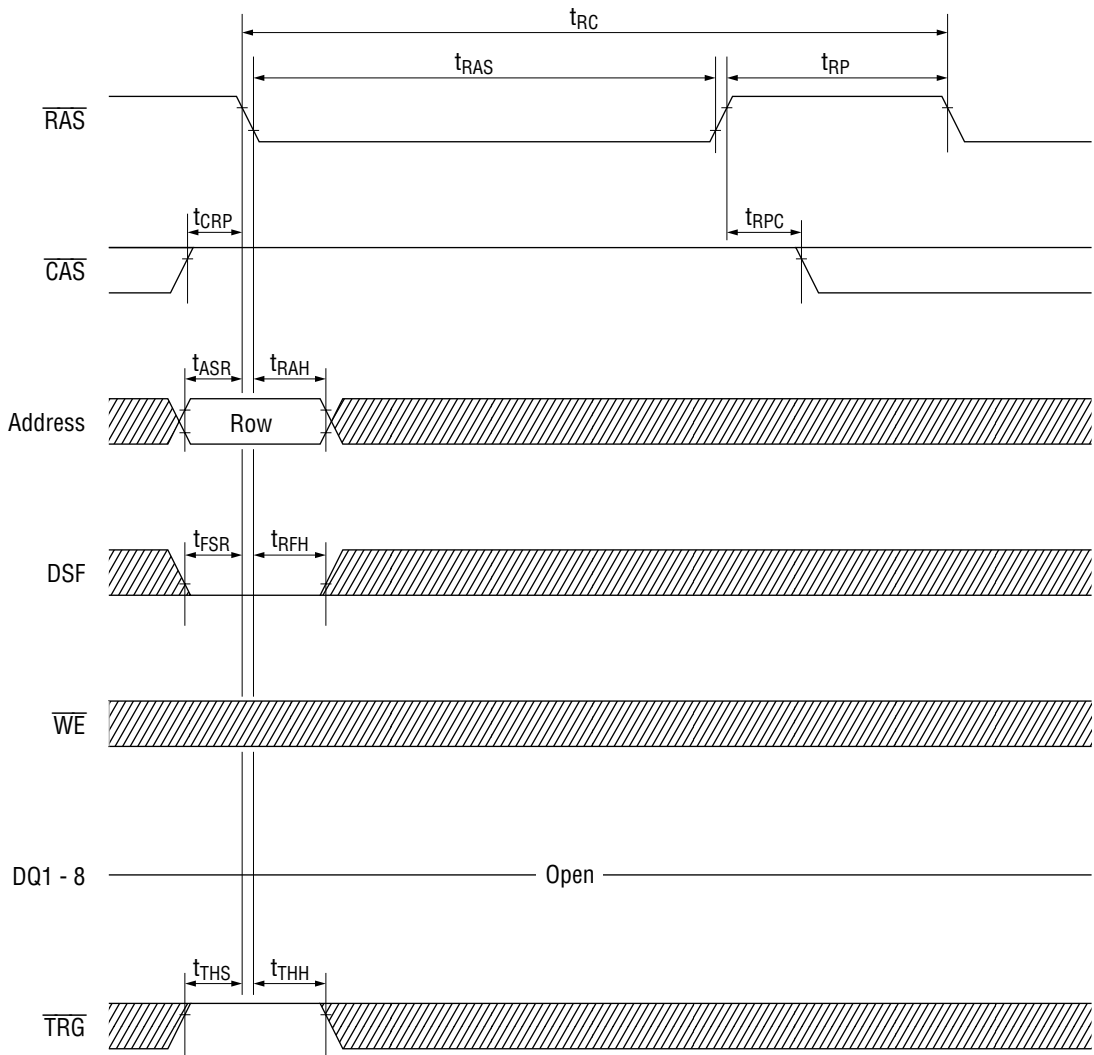 tRC
tRAS tRP
RAS
tCRP tRPC
CAS
tASR tRAH
Address Row
tFSR tRFH
DSF
WE
DQ1 - 8 Open
tTHS tTHH
TRG